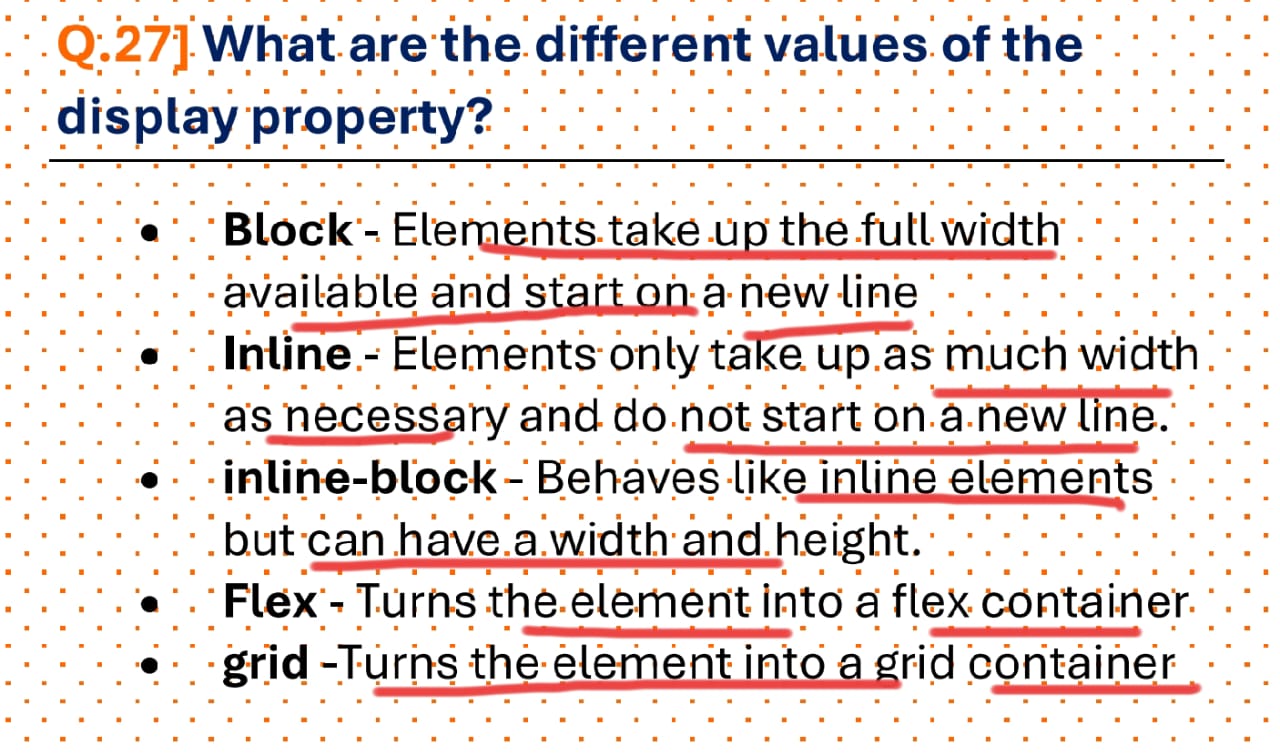 Q.27] What are the different values of the
display property?
• Block - Elements take up the full width
available and start on a new line
• Inline - Elements only take up as much width
as necessary and do not start on a new line.
• inline-block - Behaves like inline elements
but can have a width and height.
• Flex - Turns the element into a flex container
• grid -Turns the element into a grid container